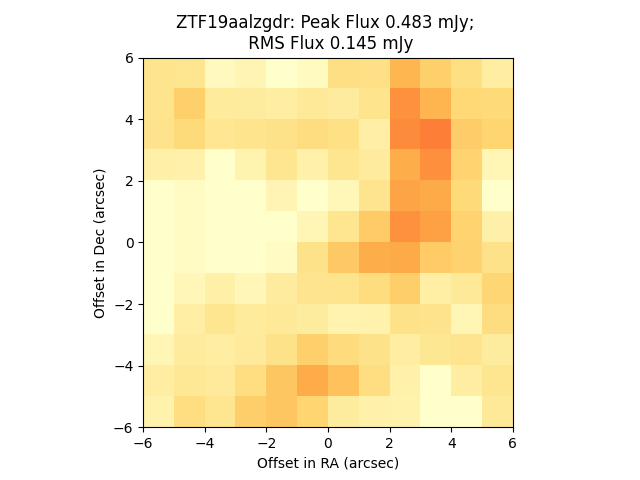 ZTF19aalzgdr: Peak Flux 0.483 mJy;
RMS Flux 0.145 mJy
6
4
2
0
−2
−4
−6
Offset in Dec (arcsec)
−6 −4 −2 0 2 4 6
Offset in RA (arcsec)